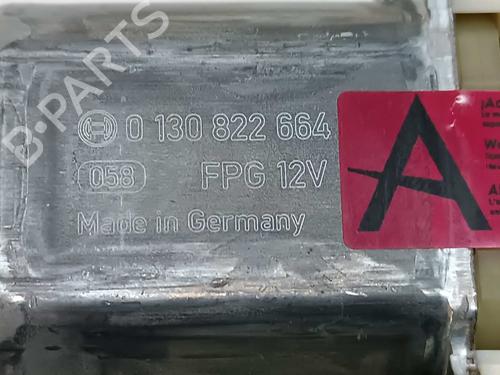 B-PARTS
0 130 822 664
058 FPG 12V
Made in Germany
A